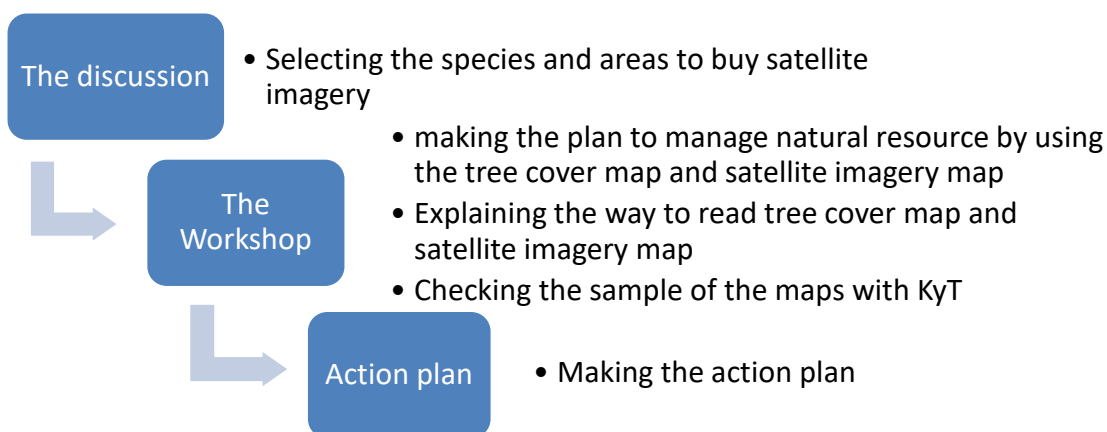 The discussion
• Selecting the species and areas to buy satellite
imagery
The
Workshop
• making the plan to manage natural resource by using
the tree cover map and satellite imagery map
• Explaining the way to read tree cover map and
satellite imagery map
• Checking the sample of the maps with KyT
Action plan
• Making the action plan